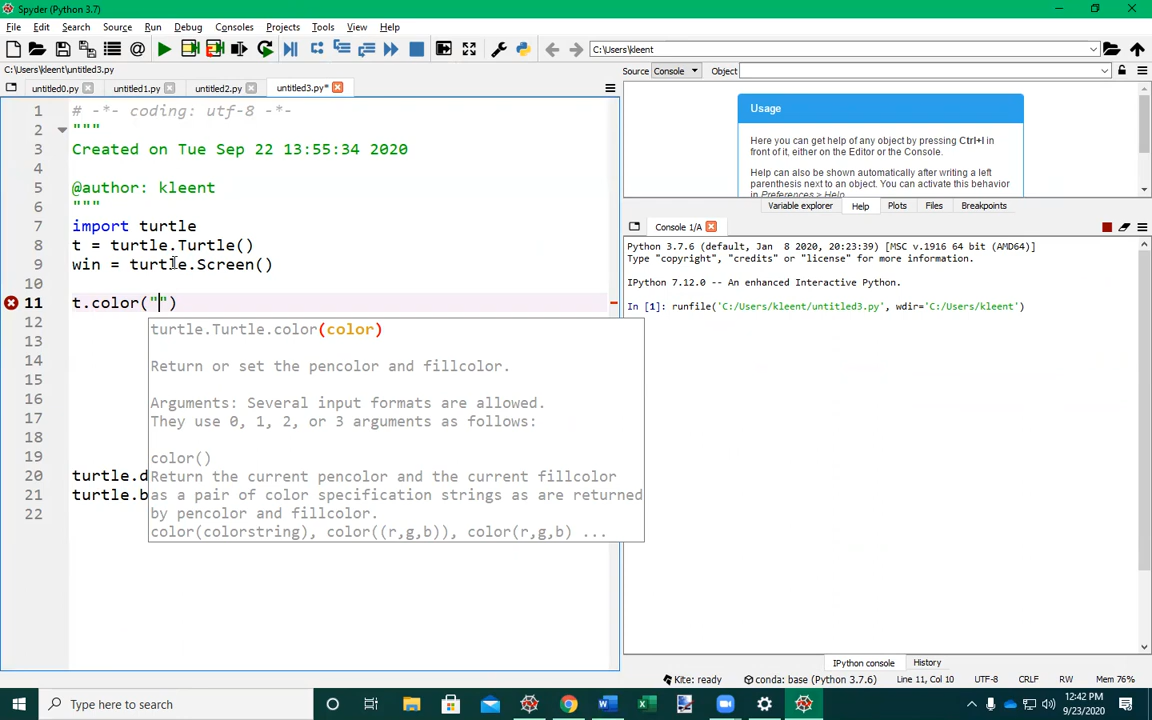 Spyder (Python 3.7)
File Edit Search Source Run Debug Consoles Projects Tools View Help
C:\Users\kleent
C:\Users\kleent\untitled3.py
Source Console Object
untitled0.py untitled1.py untitled2.py untitled3.py*
1 # -*- coding: utf-8 -*-
2 """
3 Created on Tue Sep 22 13:55:34 2020
4
5 @author: kleent
6 """
7 import turtle
8 t = turtle.Turtle()
9 win = turtle.Screen()
10
11 t.color("")
12
13
14
15
16
17
18
19
20 turtle.d
21 turtle.b
22
turtle.Turtle.color(color)
Return or set the pencolor and fillcolor.
Arguments: Several input formats are allowed.
They use 0, 1, 2, or 3 arguments as follows:
color()
Return the current pencolor and the current fillcolor
as a pair of color specification strings as are returned
by pencolor and fillcolor.
color(colorstring), color((r,g,b)), color(r,g,b) ...
Usage
Here you can get help of any object by pressing Ctrl+I in
front of it, either on the Editor or the Console.
Help can also be shown automatically after writing a left
parenthesis next to an object. You can activate this behavior
in Preferences > Help.
Variable explorer Help Plots Files Breakpoints
Console 1/A
Python 3.7.6 (default, Jan  8 2020, 20:23:39) [MSC v.1916 64 bit (AMD64)]
Type "copyright", "credits" or "license" for more information.
IPython 7.12.0 -- An enhanced Interactive Python.
In [1]: runfile('C:/Users/kleent/untitled3.py', wdir='C:/Users/kleent')
IPython console History
Kite: ready conda: base (Python 3.7.6) Line 11, Col 10 UTF-8 CRLF RW Mem 76%
Type here to search
12:42 PM
9/23/2020